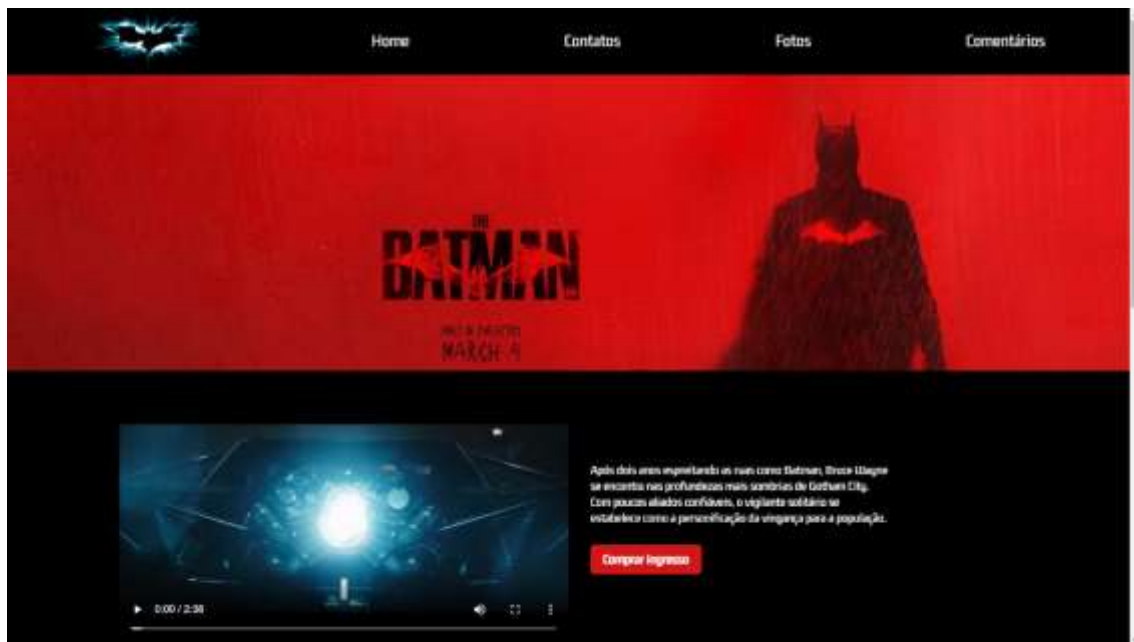 Home
Contatos
Fotos
Comentários
THE
BATMAN
MARCH 4
Após dois anos espreitando as ruas como Batman, Bruce Wayne
se encontra nas profundezas mais sombrias de Gotham City.
Com poucos aliados confiáveis, o vigilante solitário se
estabelece como a personificação da vingança para a população.
Comprar Ingresso
0:00 / 2:36